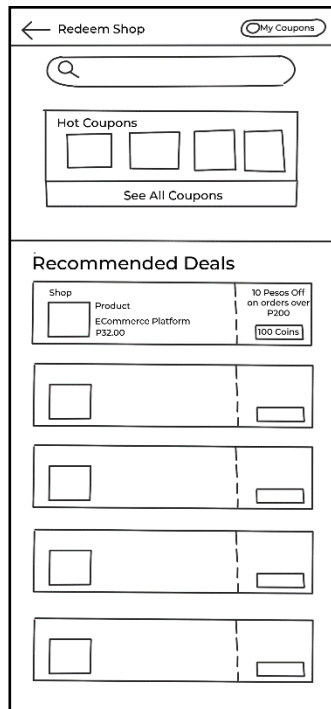 Redeem Shop
My Coupons
Hot Coupons
See All Coupons
Recommended Deals
Shop
Product
ECommerce Platform
P32.00
10 Pesos Off
on orders over
P200
100 Coins